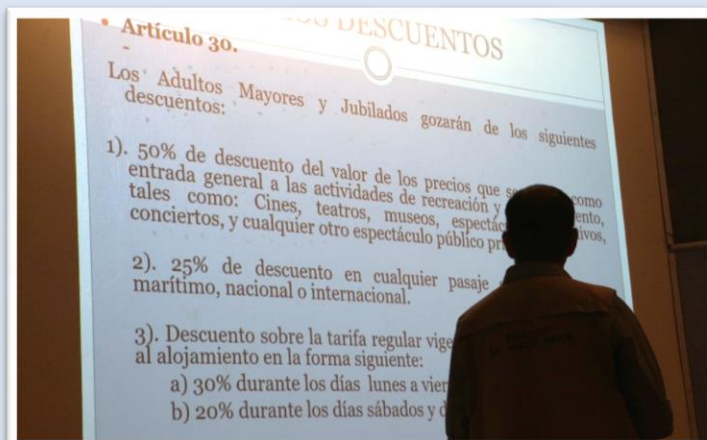 OS DESCUENTOS
• Artículo 30.
Los Adultos Mayores y Jubilados gozarán de los siguientes
descuentos:
1). 50% de descuento del valor de los precios que como
entrada general a las actividades de recreación y
tales como: Cines, teatros, museos,
conciertos, y cualquier otro espectáculo público
2). 25% de descuento en cualquier pasaje
marítimo, nacional o internacional.
3). Descuento sobre la tarifa regular
al alojamiento en la forma siguiente:
a) 30% durante los días lunes a
b) 20% durante los días sábados y